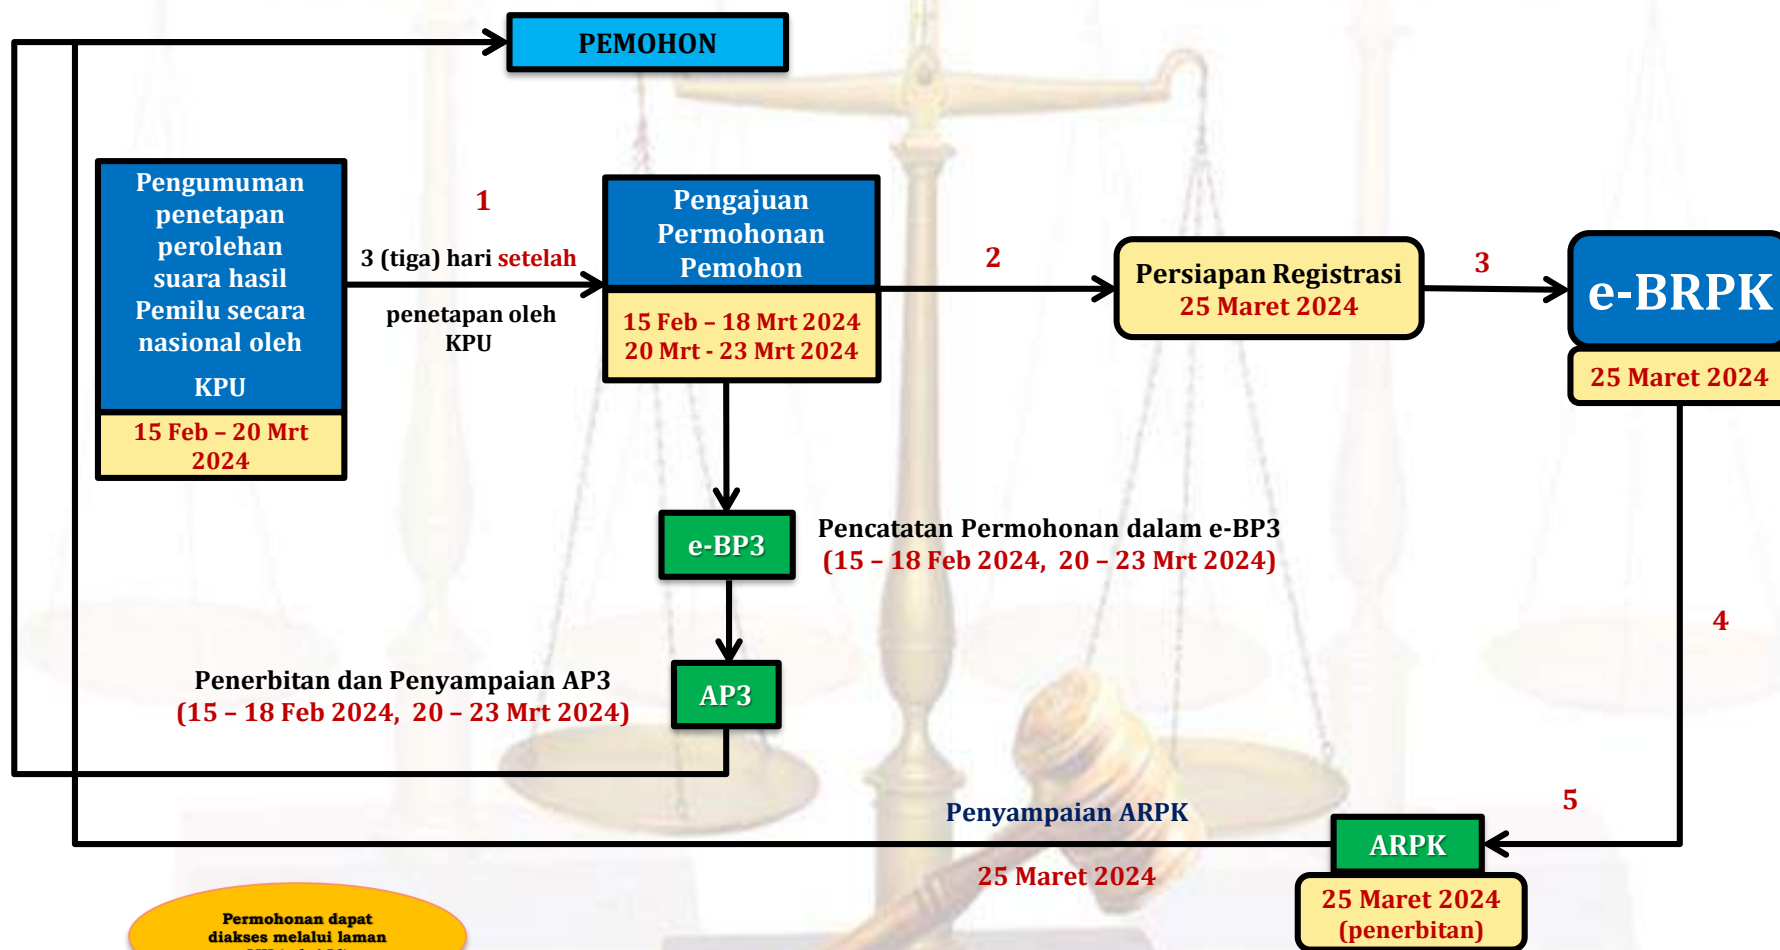 PEMOHON
Pengumuman
penetapan
perolehan
suara hasil
Pemilu secara
nasional oleh
KPU
15 Feb – 20 Mrt
2024
1
3 (tiga) hari setelah
penetapan oleh
KPU
Pengajuan
Permohonan
Pemohon
15 Feb – 18 Mrt 2024
20 Mrt - 23 Mrt 2024
2
Persiapan Registrasi
25 Maret 2024
3
e-BRPK
25 Maret 2024
e-BP3
Pencatatan Permohonan dalam e-BP3
(15 – 18 Feb 2024, 20 – 23 Mrt 2024)
4
Penerbitan dan Penyampaian AP3
(15 – 18 Feb 2024, 20 – 23 Mrt 2024)
AP3
5
Penyampaian ARPK
25 Maret 2024
ARPK
25 Maret 2024
(penerbitan)
Permohonan dapat
diakses melalui laman